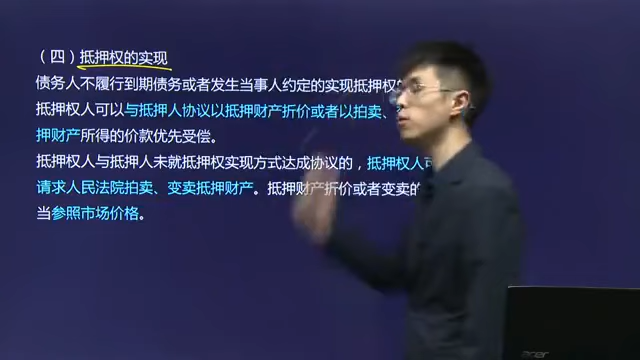 （四）抵押权的实现
债务人不履行到期债务或者发生当事人约定的实现抵押权的
抵押权人可以与抵押人协议以抵押财产折价或者以拍卖、
押财产所得的价款优先受偿。
抵押权人与抵押人未就抵押权实现方式达成协议的，抵押权人可
请求人民法院拍卖、变卖抵押财产。抵押财产折价或者变卖的
当参照市场价格。
acer